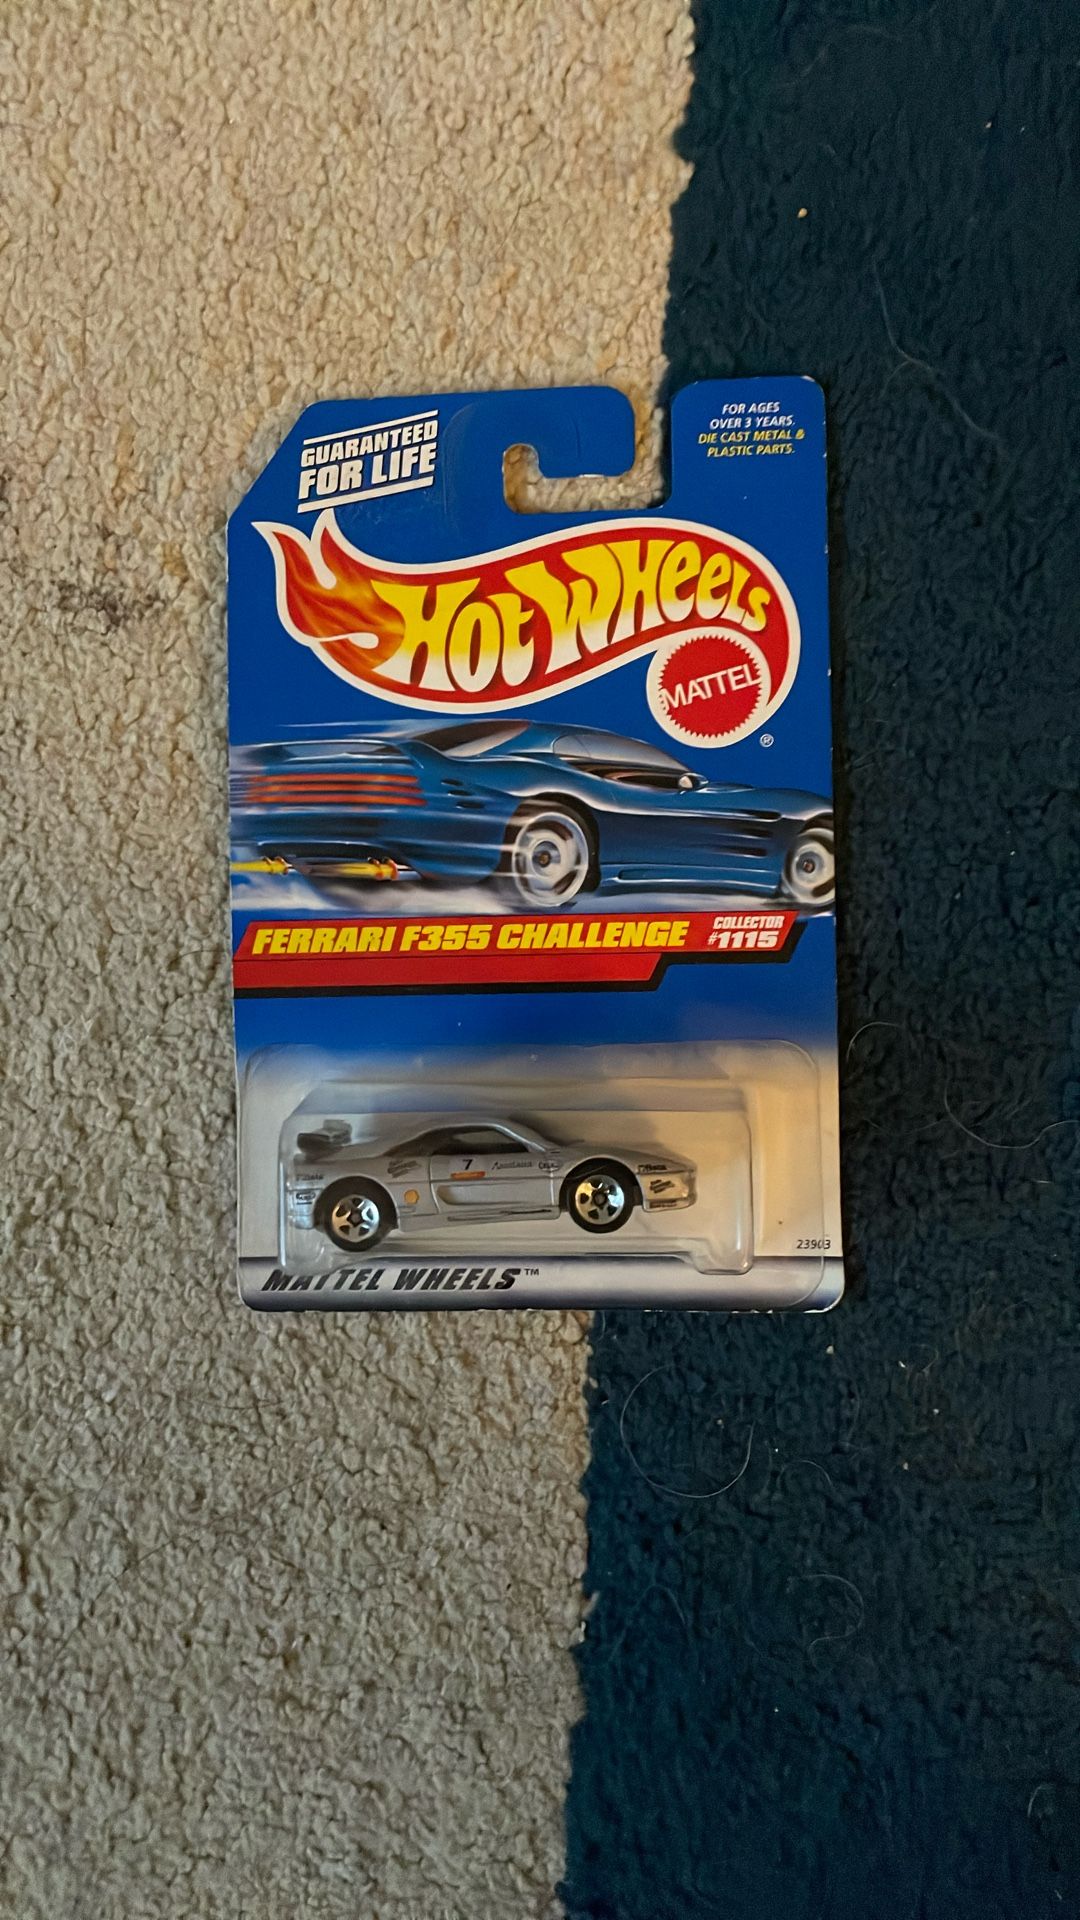 GUARANTEED
FOR LIFE
FOR AGES
OVER 3 YEARS.
DIE CAST METAL &
PLASTIC PARTS.
HOT WHEELS
MATTEL
®
FERRARI F355 CHALLENGE
COLLECTOR
#1115
7
23903
MATTEL WHEELS™